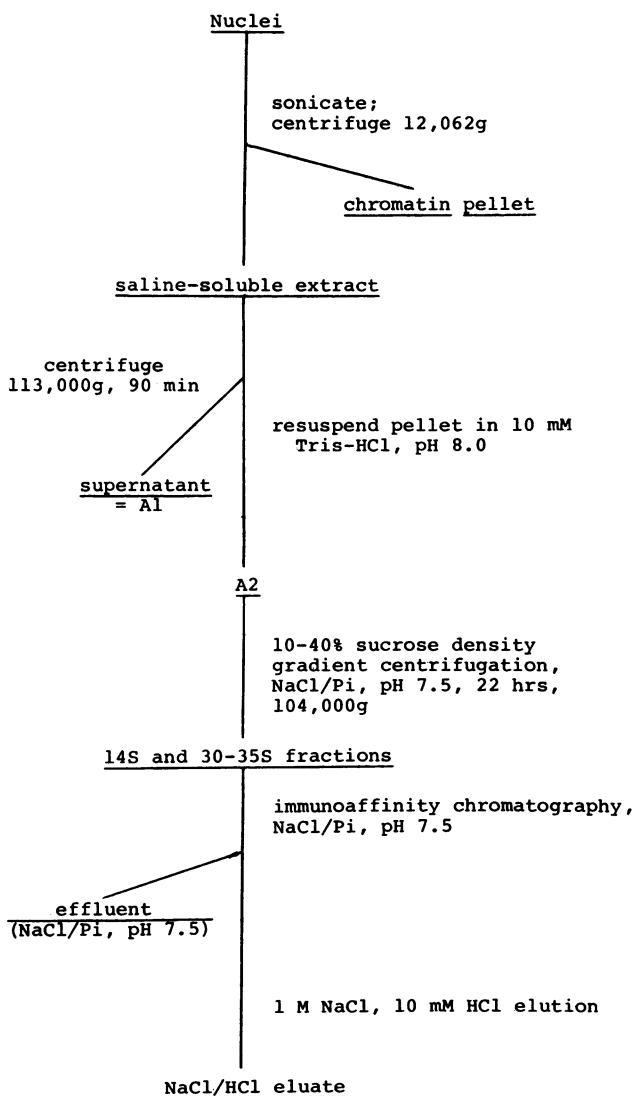 Nuclei
sonicate;
centrifuge 12,062g
chromatin pellet
saline-soluble extract
centrifuge
113,000g, 90 min
resuspend pellet in 10 mM
Tris-HCl, pH 8.0
supernatant
= A1
A2
10-40% sucrose density
gradient centrifugation,
NaCl/Pi, pH 7.5, 22 hrs,
104,000g
14S and 30-35S fractions
immunoaffinity chromatography,
NaCl/Pi, pH 7.5
effluent
(NaCl/Pi, pH 7.5)
1 M NaCl, 10 mM HCl elution
NaCl/HCl eluate